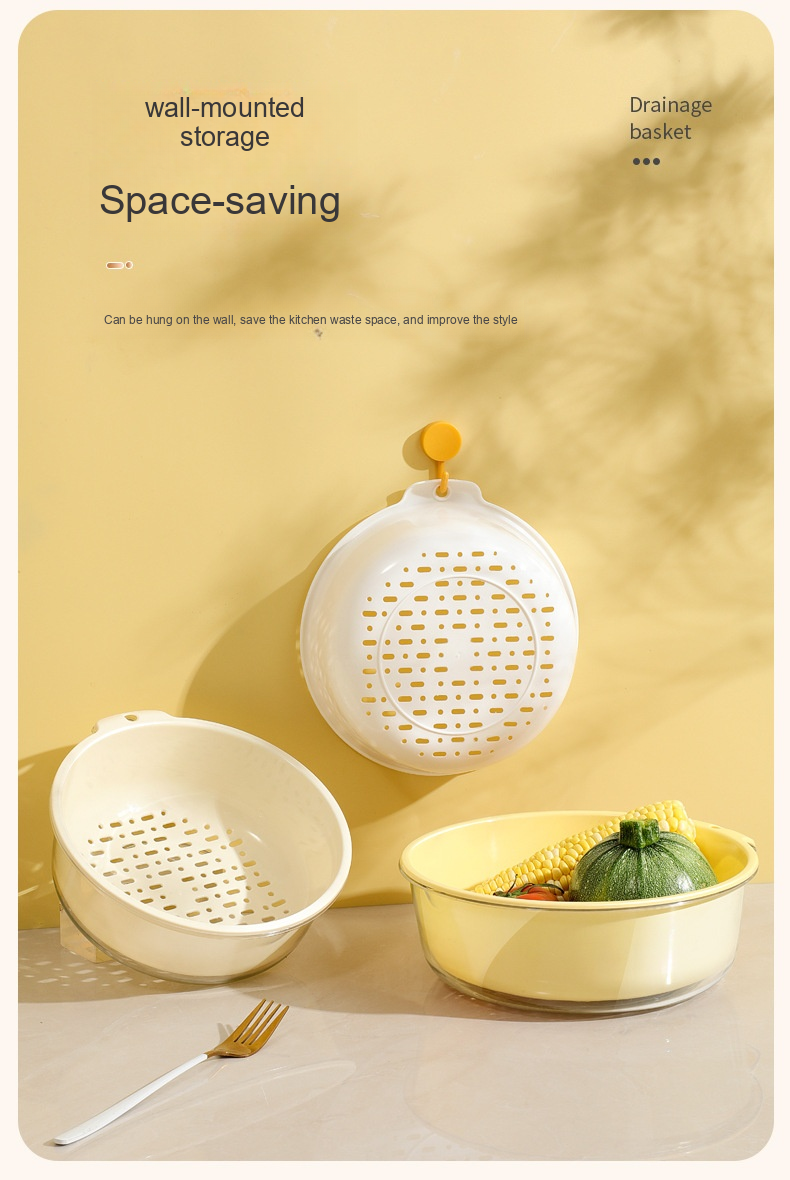 wall-mounted
storage
Drainage
basket
Space-saving
Can be hung on the wall, save the kitchen waste space, and improve the style